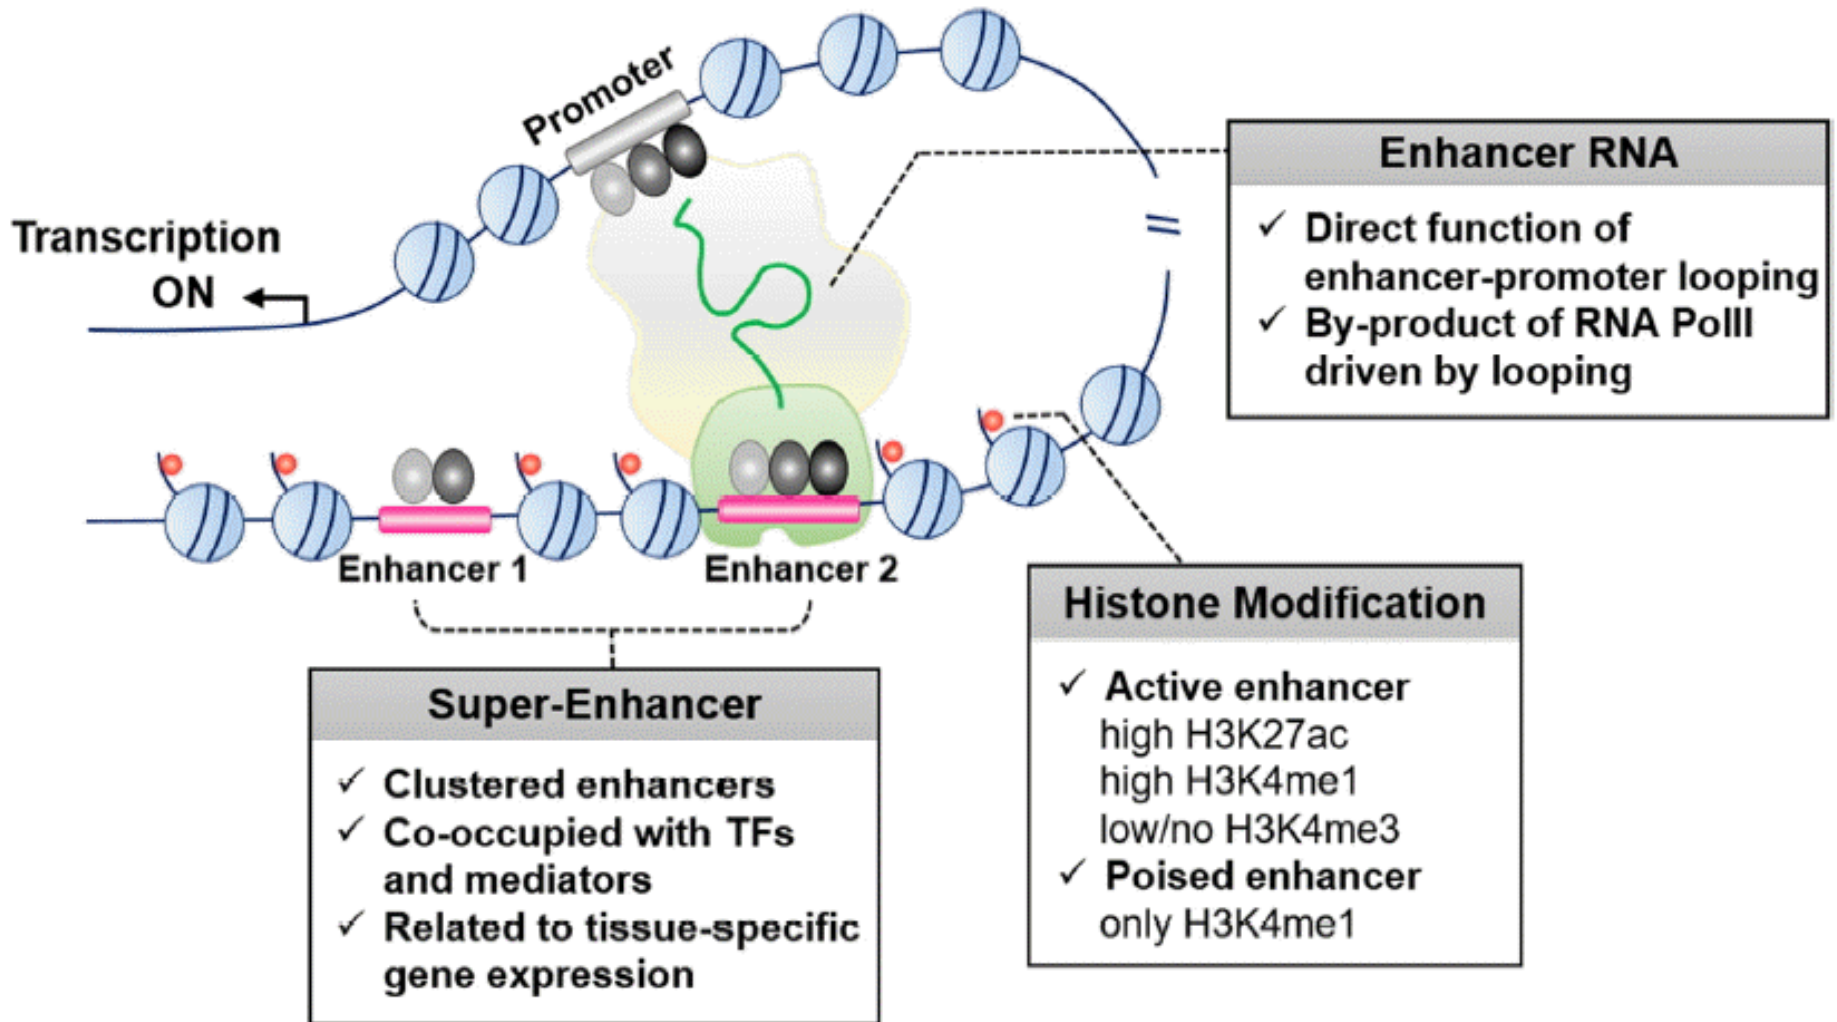 Promoter
Transcription
ON
Enhancer RNA
✓ Direct function of
enhancer-promoter looping
✓ By-product of RNA PolII
driven by looping
Enhancer 1
Enhancer 2
Histone Modification
✓ Active enhancer
high H3K27ac
high H3K4me1
low/no H3K4me3
✓ Poised enhancer
only H3K4me1
Super-Enhancer
✓ Clustered enhancers
✓ Co-occupied with TFs
and mediators
✓ Related to tissue-specific
gene expression